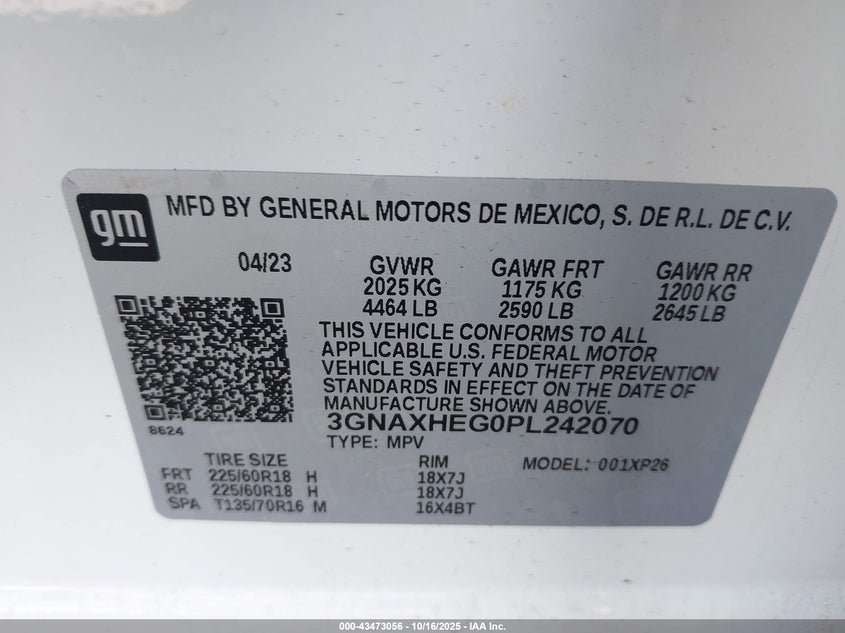 gm
MFD BY GENERAL MOTORS DE MEXICO, S. DE R.L. DE C.V.
04/23 GVWR GAWR FRT GAWR RR
2025 KG 1175 KG 1200 KG
4464 LB 2590 LB 2645 LB
THIS VEHICLE CONFORMS TO ALL
APPLICABLE U.S. FEDERAL MOTOR
VEHICLE SAFETY AND THEFT PREVENTION
STANDARDS IN EFFECT ON THE DATE OF
MANUFACTURE SHOWN ABOVE.
8624
3GNAXHEG0PL242070
TYPE: MPV
TIRE SIZE RIM MODEL: 001XP26
FRT 225/60R18 H 18X7J
RR 225/60R18 H 18X7J
SPA T135/70R16 M 16X4BT
000-43473056 - 10/16/2025 - IAA Inc.